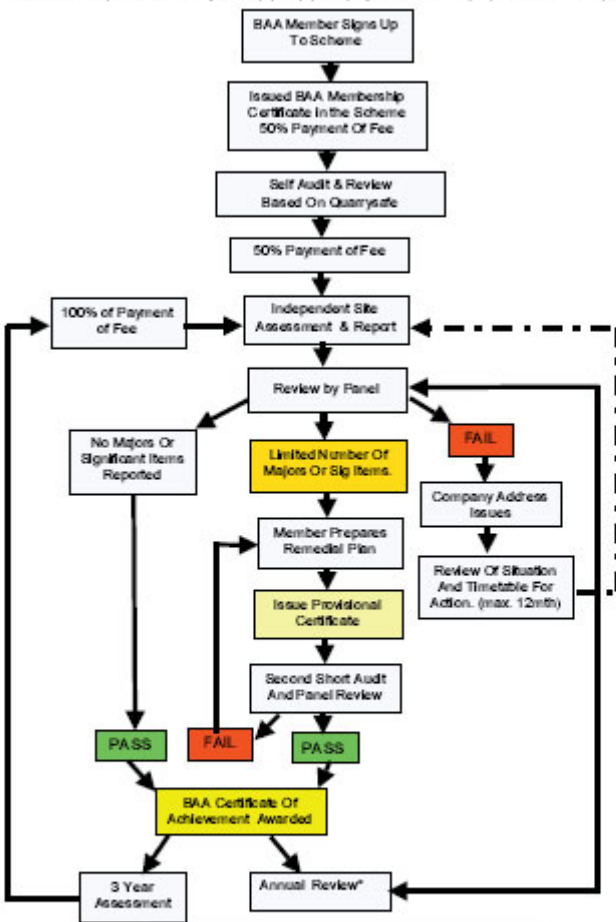 BAA Member Signs Up
To Scheme
Issued BAA Membership
Certificate In the Scheme
50% Payment Of Fee
Self Audit & Review
Based On Quarrysafe
50% Payment of Fee
100% of Payment
of Fee
Independent Site
Assessment & Report
Review by Panel
No Majors Or
Significant Items
Reported
Limited Number Of
Majors Or Sig Items.
FAIL
Company Address
Issues
Member Prepares
Remedial Plan
Review Of Situation
And Timetable For
Action. (max. 12mth)
Issue Provisional
Certificate
Second Short Audit
And Panel Review
PASS
FAIL
PASS
BAA Certificate Of
Achievement Awarded
3 Year
Assessment
Annual Review*